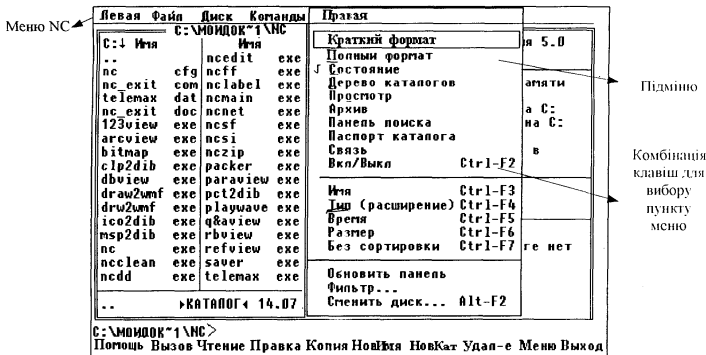 Левая Файл Диск Команды Правая
Меню NC
C:\МОИДОК~1\NC
C:↓ Имя Имя
.. ncedit exe
nc cfg ncff exe
nc_exit com nclabel exe
telemax dat ncmain exe
nc_exit doc ncnet exe
123view exe ncsf exe
arcview exe ncsi exe
bitmap exe nczip exe
clp2dib exe packer exe
dbview exe paraview exe
draw2wmf exe pct2dib exe
drw2wmf exe playwave exe
ico2dib exe q&aview exe
msp2dib exe rbview exe
nc exe refview exe
ncclean exe saver exe
ncdd exe telemax exe
.. ►КАТАЛОГ◄ 14.07
Краткий формат
Полный формат
√ Состояние
Дерево каталогов
Просмотр
Архив
Панель поиска
Паспорт каталога
Связь
Вкл/Выкл Ctrl-F2
Имя Ctrl-F3
Тип (расширение) Ctrl-F4
Время Ctrl-F5
Размер Ctrl-F6
Без сортировки Ctrl-F7
Обновить панель
Фильтр...
Сменить диск... Alt-F2
я 5.0
амяти
а C:
на C:
в
ге нет
Підміню
Комбінація
клавіш для
вибору
пункту
меню
C:\МОИДОК~1\NC>
Помощь Вызов Чтение Правка Копия НовИмя НовКат Удал-е Меню Выход